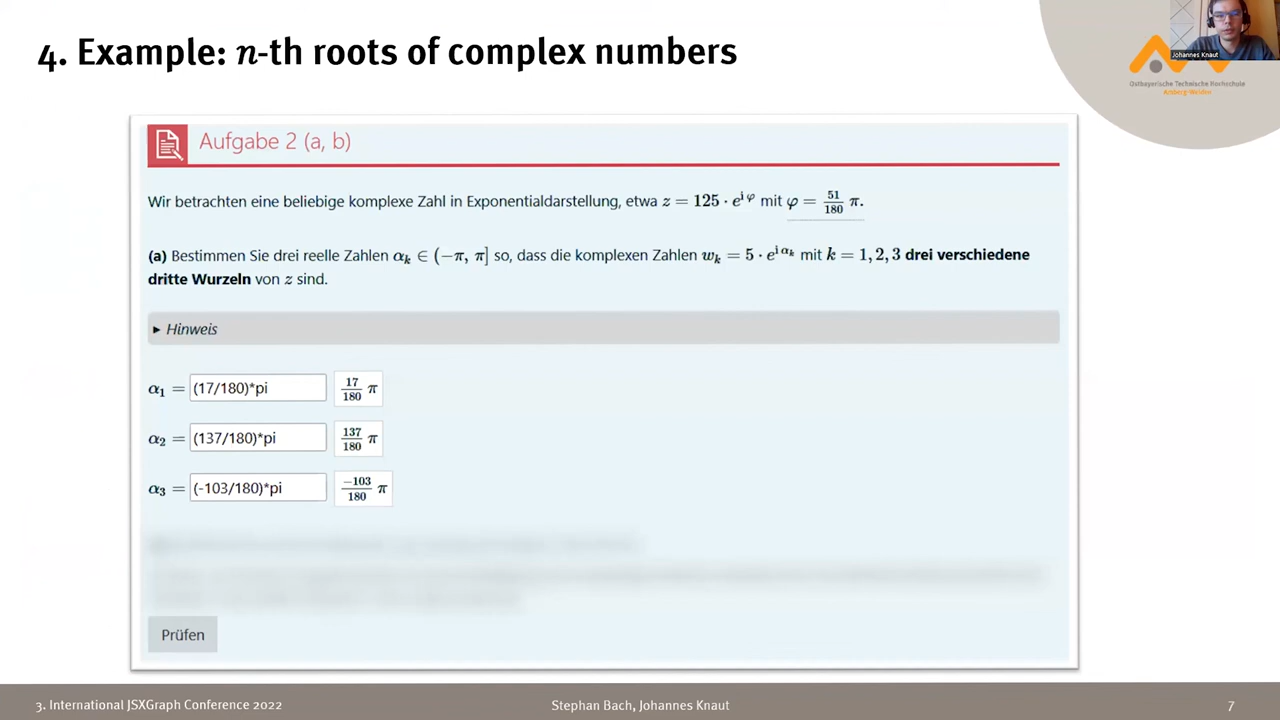 4. Example: n-th roots of complex numbers
Johannes Knaut
Ostbayerische Technische Hochschule
Amberg-Weiden
Aufgabe 2 (a, b)
Wir betrachten eine beliebige komplexe Zahl in Exponentialdarstellung, etwa z = 125 · e^{i φ} mit φ = 51/180 π.
(a) Bestimmen Sie drei reelle Zahlen α_k ∈ (−π, π] so, dass die komplexen Zahlen w_k = 5 · e^{i α_k} mit k = 1, 2, 3 drei verschiedene
dritte Wurzeln von z sind.
▸ Hinweis
α₁ = (17/180)*pi 17/180 π
α₂ = (137/180)*pi 137/180 π
α₃ = (-103/180)*pi −103/180 π
Prüfen
3. International JSXGraph Conference 2022
Stephan Bach, Johannes Knaut
7